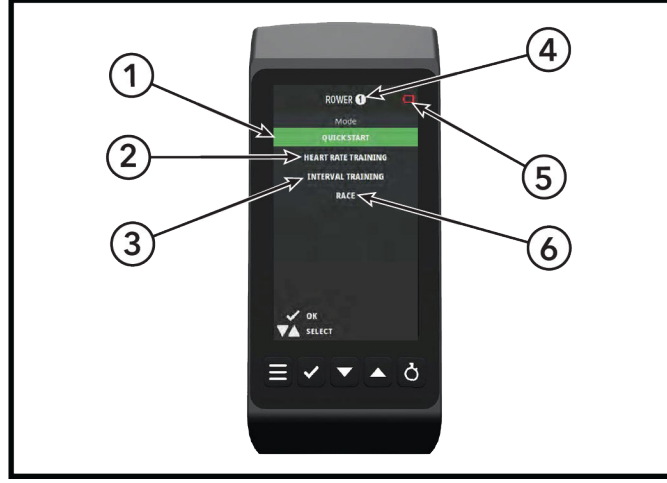 ROWER 1
Mode
QUICK START
HEART RATE TRAINING
INTERVAL TRAINING
RACE
OK
SELECT
1
2
3
4
5
6